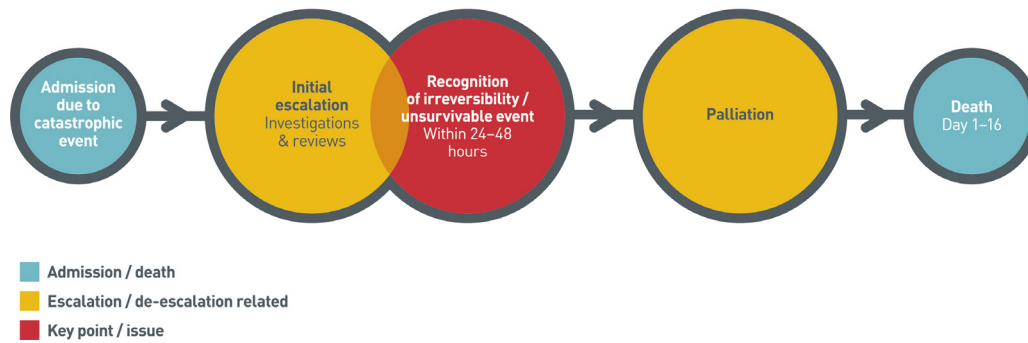 Admission
due to
catastrophic
event
Initial
escalation
Investigations
& reviews
Recognition
of irreversibility /
unsurvivable event
Within 24–48
hours
Palliation
Death
Day 1–16
Admission / death
Escalation / de-escalation related
Key point / issue